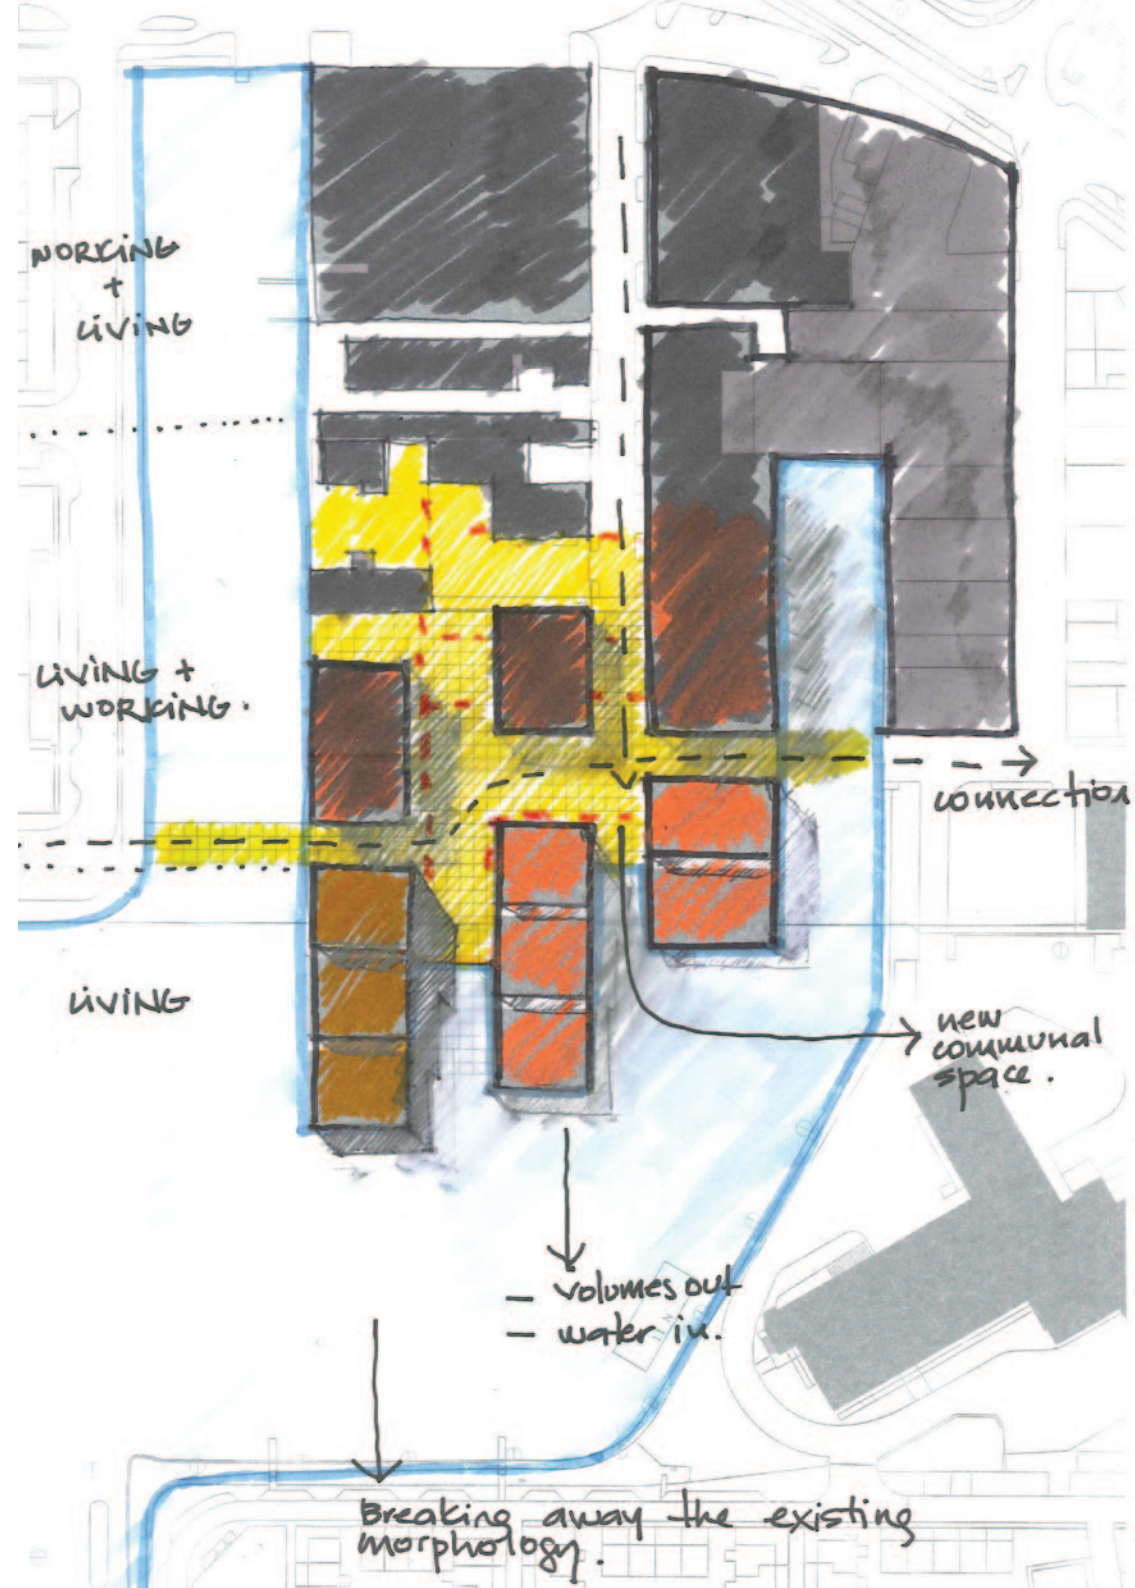 WORKING
+
LIVING
LIVING +
WORKING.
connection
LIVING
new
communal
space.
– volumes out
– water in.
Breaking away the existing
morphology.